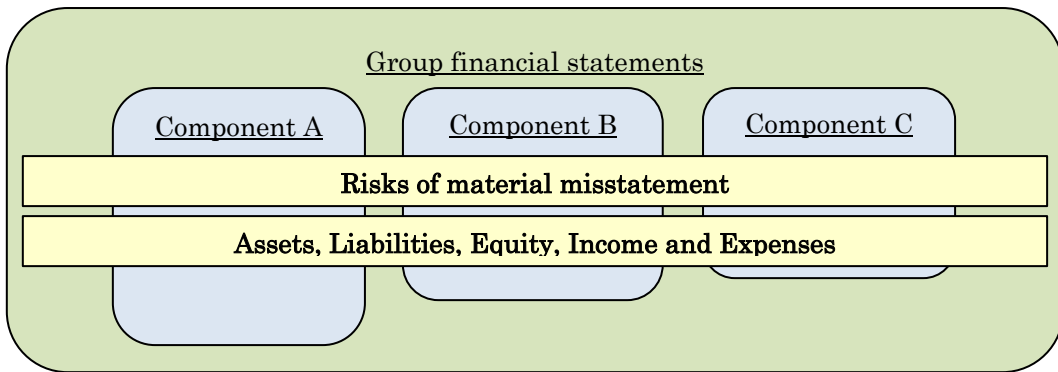 Group financial statements
Component A
Component B
Component C
Risks of material misstatement
Assets, Liabilities, Equity, Income and Expenses